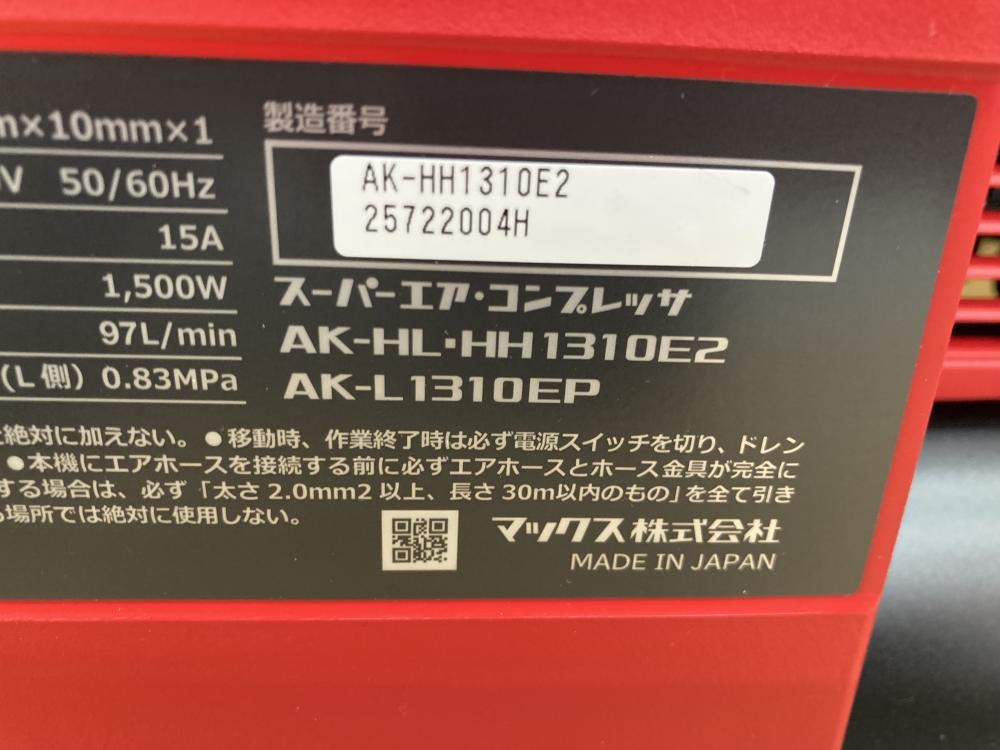 m×10mm×1
V 50/60Hz
15A
1,500W
97L/min
(L側) 0.83MPa
製造番号
AK-HH1310E2
25722004H
スーパーエア・コンプレッサ
AK-HL・HH1310E2
AK-L1310EP
絶対に加えない。●移動時、作業終了時は必ず電源スイッチを切り、ドレン
●本機にエアホースを接続する前に必ずエアホースとホース金具が完全に
する場合は、必ず「太さ2.0mm2以上、長さ30m以内のもの」を全て引き
場所では絶対に使用しない。
マックス株式会社
MADE IN JAPAN